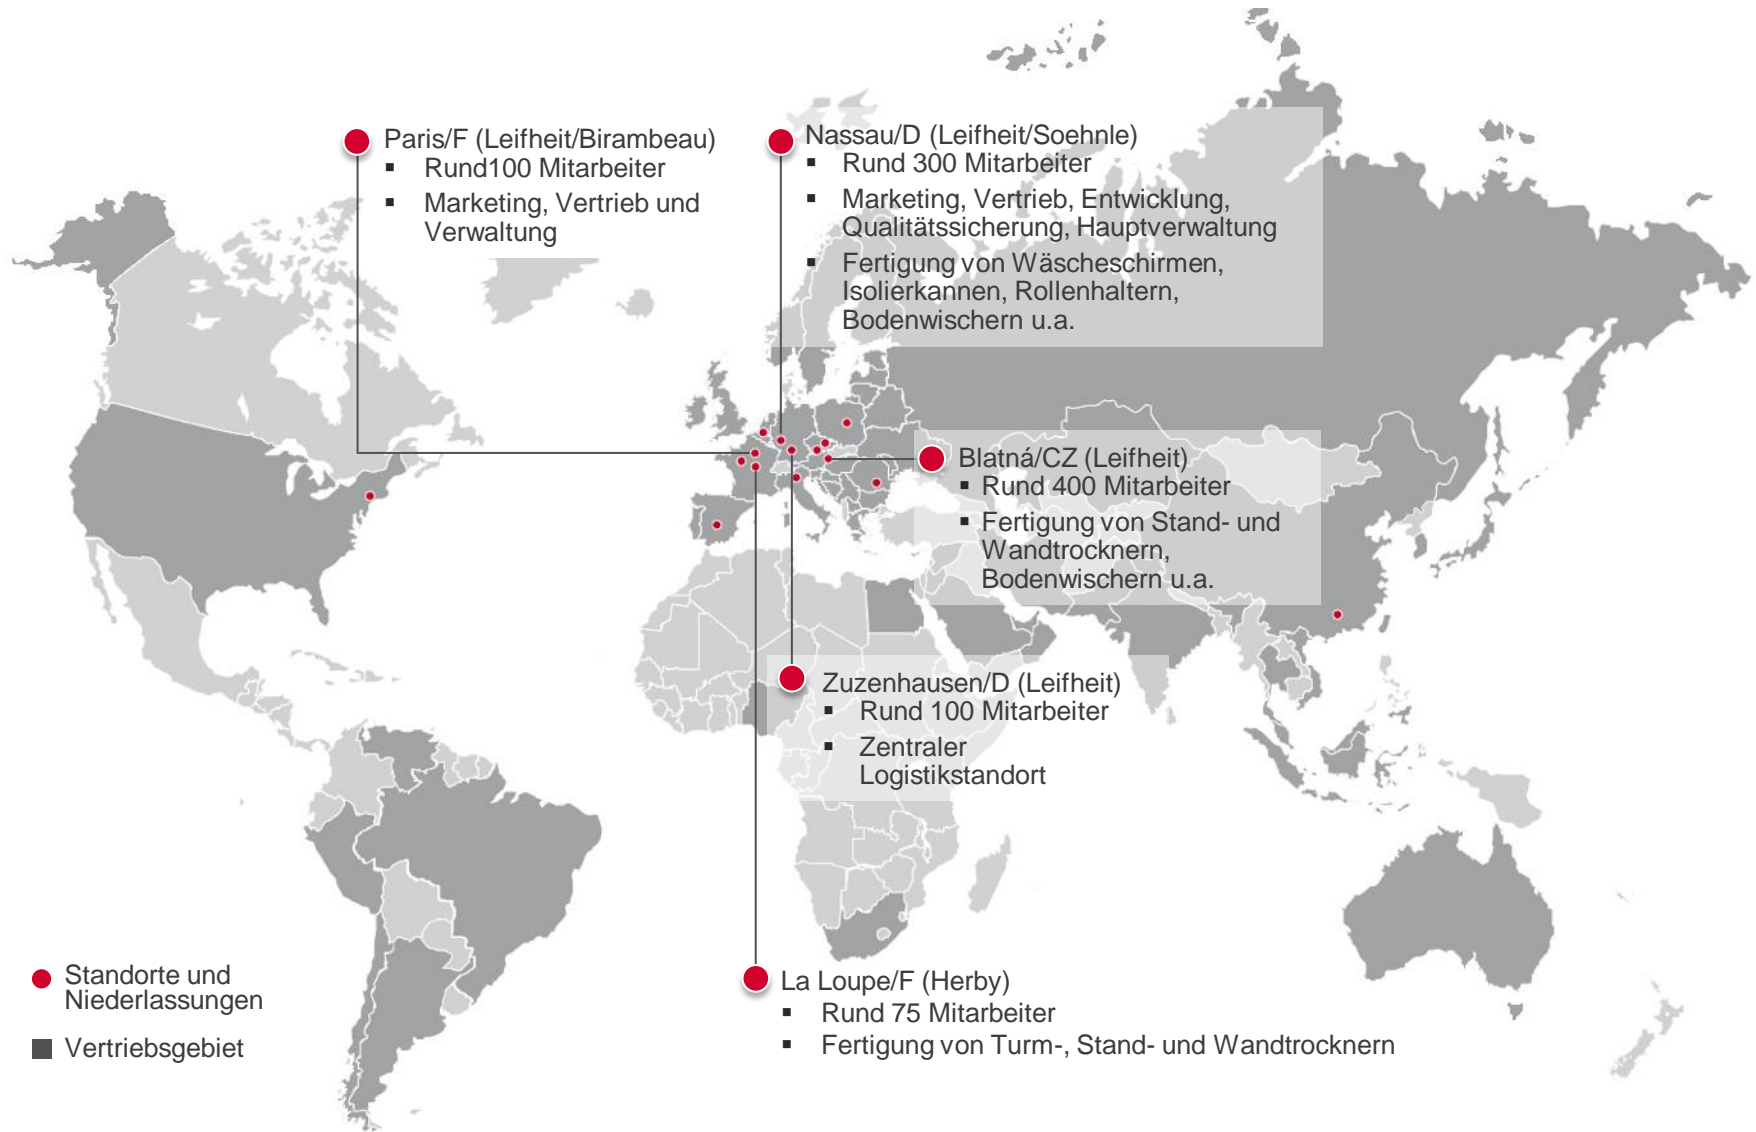 Paris/F (Leifheit/Birambeau)
▪ Rund100 Mitarbeiter
▪ Marketing, Vertrieb und
Verwaltung
Nassau/D (Leifheit/Soehnle)
▪ Rund 300 Mitarbeiter
▪ Marketing, Vertrieb, Entwicklung,
Qualitätssicherung, Hauptverwaltung
▪ Fertigung von Wäscheschirmen,
Isolierkannen, Rollenhaltern,
Bodenwischern u.a.
Blatná/CZ (Leifheit)
▪ Rund 400 Mitarbeiter
▪ Fertigung von Stand- und
Wandtrocknern,
Bodenwischern u.a.
Zuzenhausen/D (Leifheit)
▪ Rund 100 Mitarbeiter
▪ Zentraler
Logistikstandort
La Loupe/F (Herby)
▪ Rund 75 Mitarbeiter
▪ Fertigung von Turm-, Stand- und Wandtrocknern
Standorte und
Niederlassungen
Vertriebsgebiet